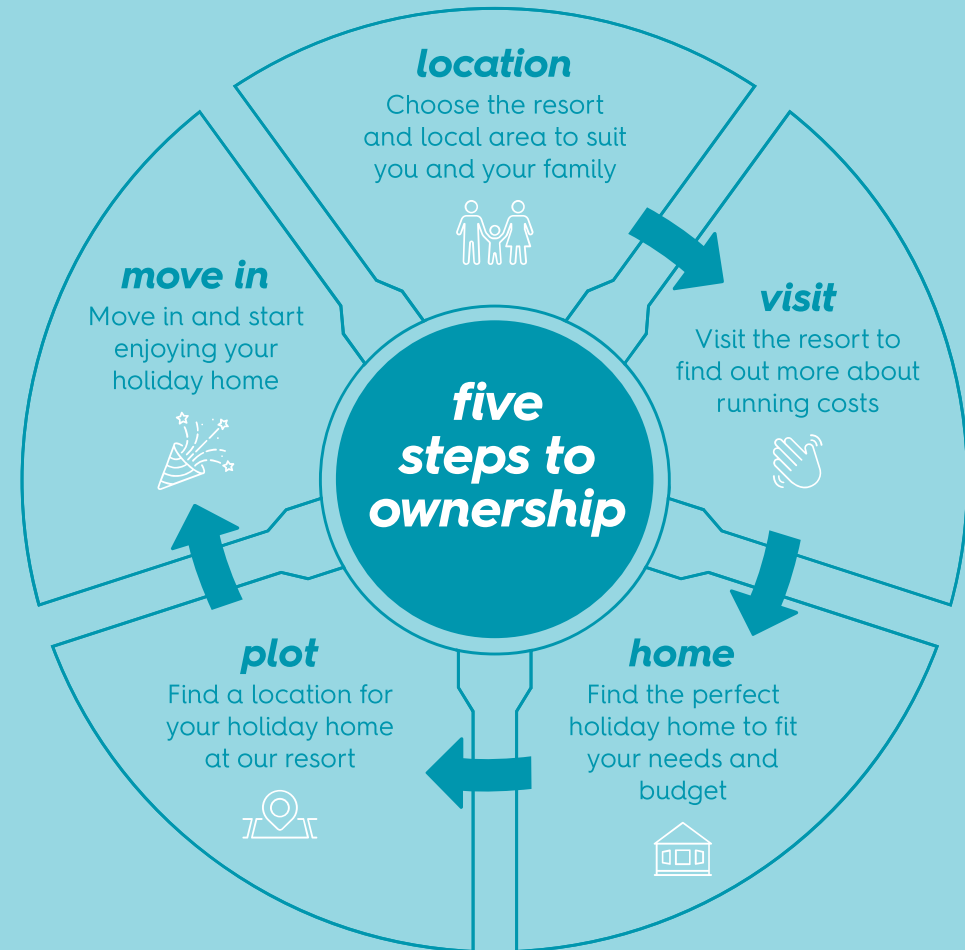 five
steps to
ownership
location
Choose the resort
and local area to suit
you and your family
visit
Visit the resort to
find out more about
running costs
home
Find the perfect
holiday home to fit
your needs and
budget
plot
Find a location for
your holiday home
at our resort
move in
Move in and start
enjoying your
holiday home